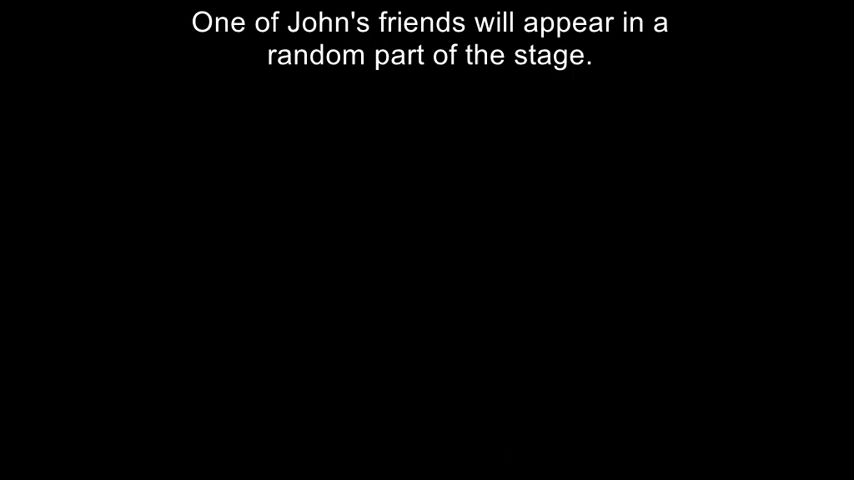 One of John's friends will appear in a
random part of the stage.